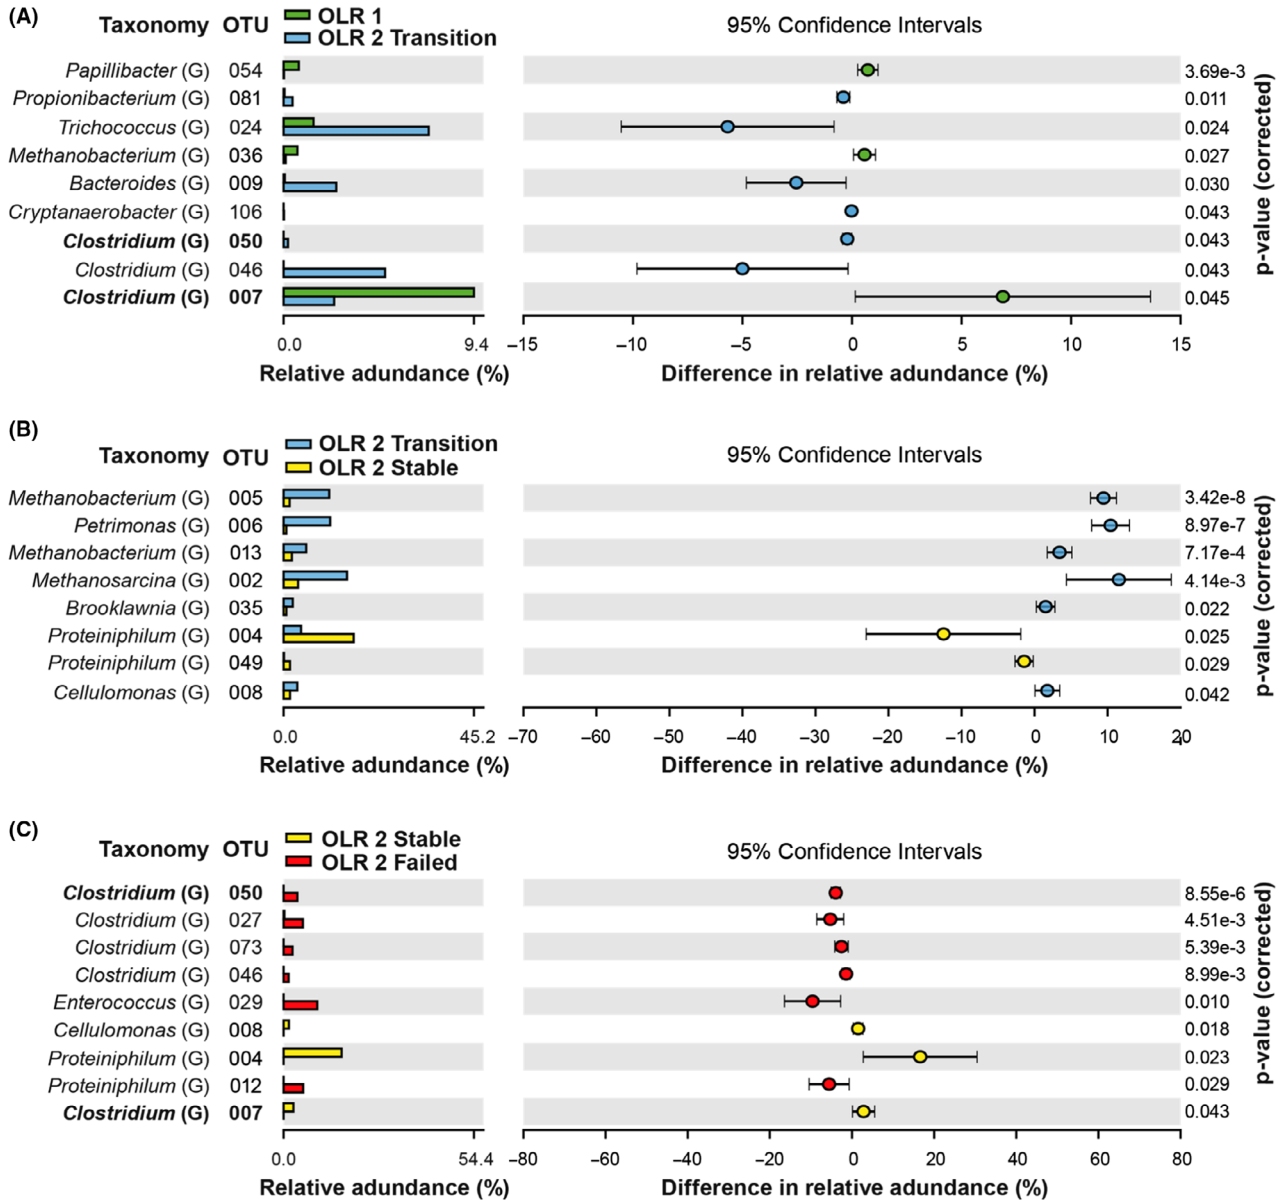 (A)
Taxonomy OTU OLR 1
OLR 2 Transition
95% Confidence Intervals
Papillibacter (G) 054 3.69e-3
Propionibacterium (G) 081 0.011
Trichococcus (G) 024 0.024
Methanobacterium (G) 036 0.027
Bacteroides (G) 009 0.030
Cryptanaerobacter (G) 106 0.043
Clostridium (G) 050 0.043
Clostridium (G) 046 0.043
Clostridium (G) 007 0.045
p-value (corrected)
0.0 9.4 –15 –10 –5 0 5 10 15
Relative adundance (%) Difference in relative adundance (%)
(B)
Taxonomy OTU OLR 2 Transition
OLR 2 Stable
95% Confidence Intervals
Methanobacterium (G) 005 3.42e-8
Petrimonas (G) 006 8.97e-7
Methanobacterium (G) 013 7.17e-4
Methanosarcina (G) 002 4.14e-3
Brooklawnia (G) 035 0.022
Proteiniphilum (G) 004 0.025
Proteiniphilum (G) 049 0.029
Cellulomonas (G) 008 0.042
p-value (corrected)
0.0 45.2 –70 –60 –50 –40 –30 –20 –10 0 10 20
Relative adundance (%) Difference in relative adundance (%)
(C)
Taxonomy OTU OLR 2 Stable
OLR 2 Failed
95% Confidence Intervals
Clostridium (G) 050 8.55e-6
Clostridium (G) 027 4.51e-3
Clostridium (G) 073 5.39e-3
Clostridium (G) 046 8.99e-3
Enterococcus (G) 029 0.010
Cellulomonas (G) 008 0.018
Proteiniphilum (G) 004 0.023
Proteiniphilum (G) 012 0.029
Clostridium (G) 007 0.043
p-value (corrected)
0.0 54.4 –80 –60 –40 –20 0 20 40 60 80
Relative adundance (%) Difference in relative adundance (%)